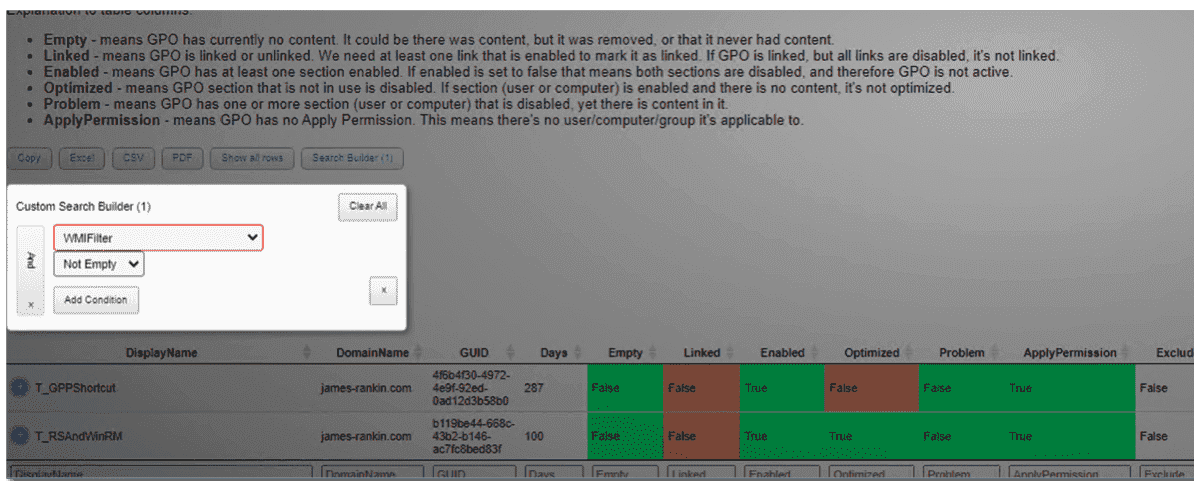 Explanation to table columns:
Empty - means GPO has currently no content. It could be there was content, but it was removed, or that it never had content.
Linked - means GPO is linked or unlinked. We need at least one link that is enabled to mark it as linked. If GPO is linked, but all links are disabled, it's not linked.
Enabled - means GPO has at least one section enabled. If enabled is set to false that means both sections are disabled, and therefore GPO is not active.
Optimized - means GPO section that is not in use is disabled. If section (user or computer) is enabled and there is no content, it's not optimized.
Problem - means GPO has one or more section (user or computer) that is disabled, yet there is content in it.
ApplyPermission - means GPO has no Apply Permission. This means there's no user/computer/group it's applicable to.
Copy Excel CSV PDF Show all rows Search Builder (1)
Custom Search Builder (1) Clear All
WMIFilter
And
Not Empty
x Add Condition x
DisplayName DomainName GUID Days Empty Linked Enabled Optimized Problem ApplyPermission Exclud
T_GPPShortcut james-rankin.com 4f6b4f30-4972-4e9f-92ed-0ad12d3b58b0 287 False False True False False True False
T_RSAndWinRM james-rankin.com b119be44-668c-43b2-b146-ac7fc8bed83f 100 False False True True False True False
DisplayName DomainName GUID Days Empty Linked Enabled Optimized Problem ApplyPermission Exclude